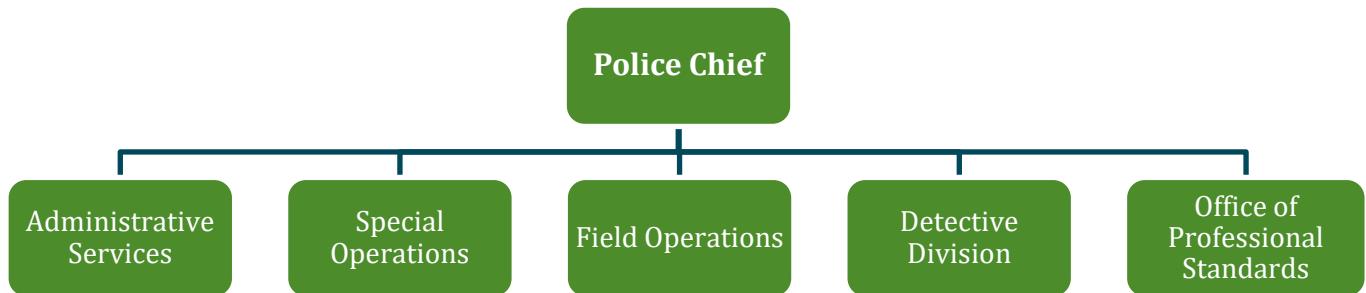 Police Chief
Administrative
Services
Special
Operations
Field Operations
Detective
Division
Office of
Professional
Standards